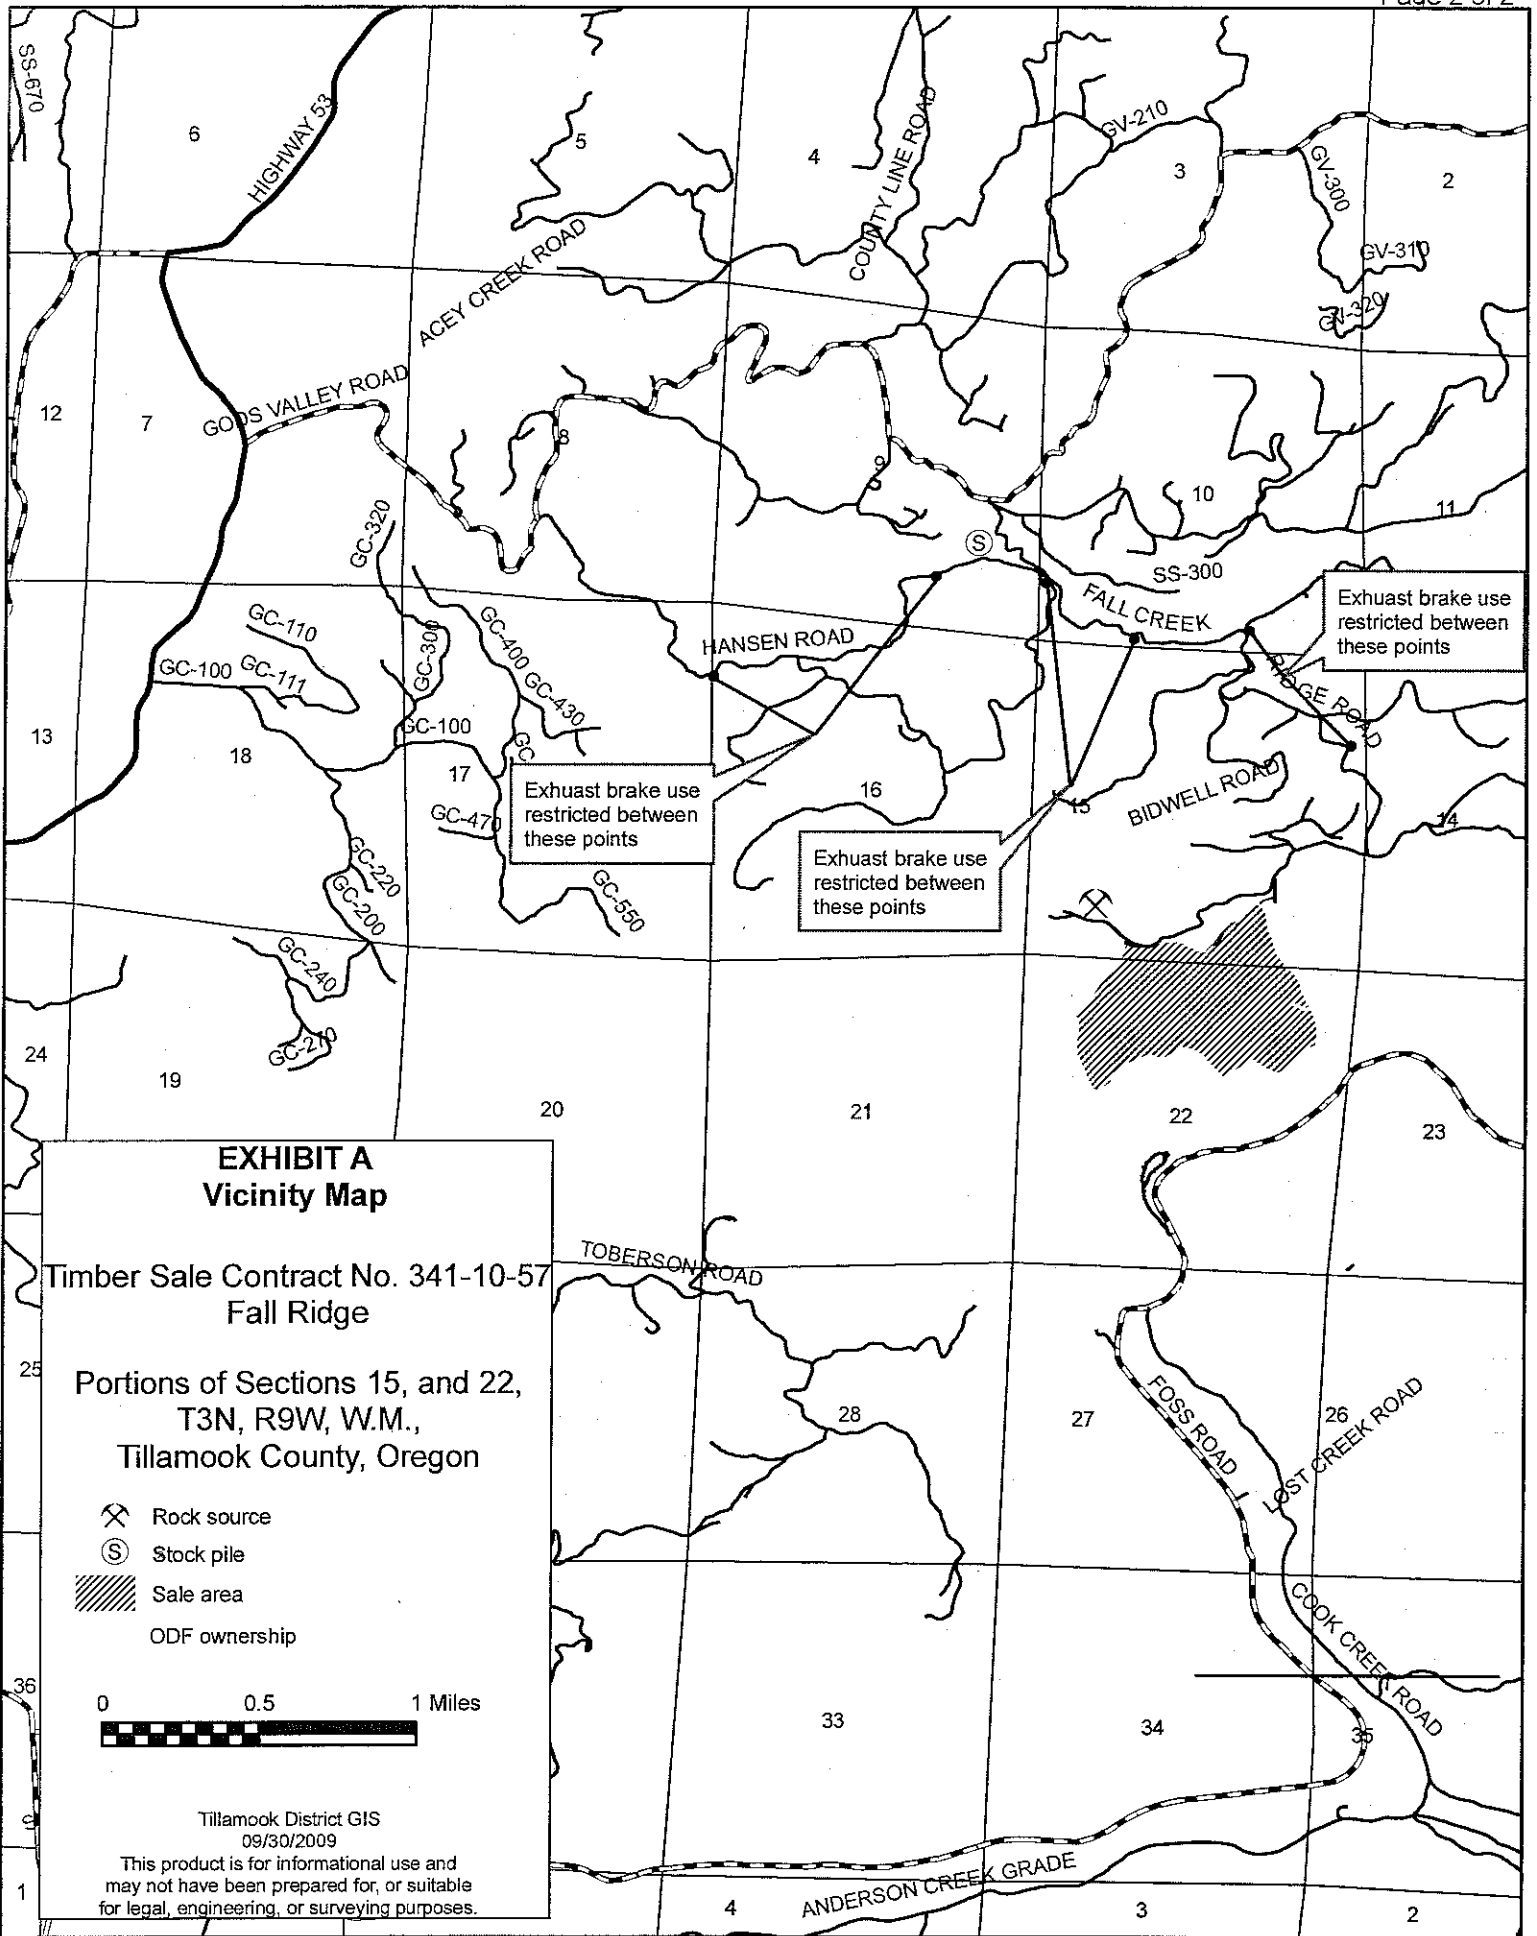 Page 2 of 2
SS-670
6
HIGHWAY 53
5
4
COUNTY LINE ROAD
GV-210
3
GV-300
2
GV-310
GV-320
ACEY CREEK ROAD
GODS VALLEY ROAD
12
7
8
9
10
11
GC-320
S
SS-300
FALL CREEK
RIDGE ROAD
Exhuast brake use
restricted between
these points
HANSEN ROAD
GC-110
GC-100
GC-111
GC-300
GC-400
GC-430
GC-100
GC
13
18
17
16
15
14
BIDWELL ROAD
GC-470
Exhuast brake use
restricted between
these points
Exhuast brake use
restricted between
these points
GC-220
GC-200
GC-550
GC-240
GC-270
24
19
20
21
22
23
EXHIBIT A
Vicinity Map
Timber Sale Contract No. 341-10-57
Fall Ridge
Portions of Sections 15, and 22,
T3N, R9W, W.M.,
Tillamook County, Oregon
Rock source
S Stock pile
Sale area
ODF ownership
0 0.5 1 Miles
Tillamook District GIS
09/30/2009
This product is for informational use and
may not have been prepared for, or suitable
for legal, engineering, or surveying purposes.
TOBERSON ROAD
25
28
27
26
FOSS ROAD
LOST CREEK ROAD
COOK CREEK ROAD
36
33
34
35
1
ANDERSON CREEK GRADE
4
3
2